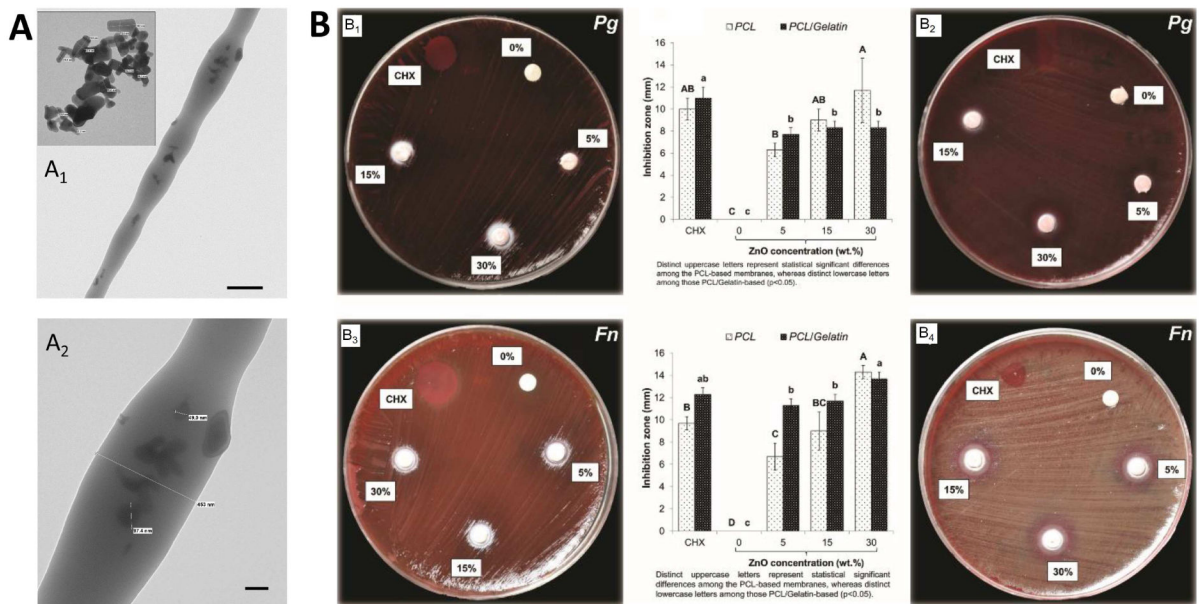 A
A1
A2
49.9 nm
453 nm
B
B1
Pg
CHX
0%
5%
15%
30%
PCL PCL/Gelatin
Inhibition zone (mm)
16
14
12
10
8
6
4
2
0
AB a C c B b AB b A b
CHX 0 5 15 30
ZnO concentration (wt.%)
Distinct uppercase letters represent statistical significant differences
among the PCL-based membranes, whereas distinct lowercase letters
among those PCL/Gelatin-based (p<0.05).
B2
Pg
CHX
0%
15%
5%
30%
B3
Fn
0%
CHX
30%
5%
15%
PCL PCL/Gelatin
Inhibition zone (mm)
16
14
12
10
8
6
4
2
0
B ab D c C b BC b A a
CHX 0 5 15 30
ZnO concentration (wt.%)
Distinct uppercase letters represent statistical significant
differences among the PCL-based membranes, whereas distinct
lowercase letters among those PCL/Gelatin-based (p<0.05).
B4
Fn
0%
CHX
15%
5%
30%